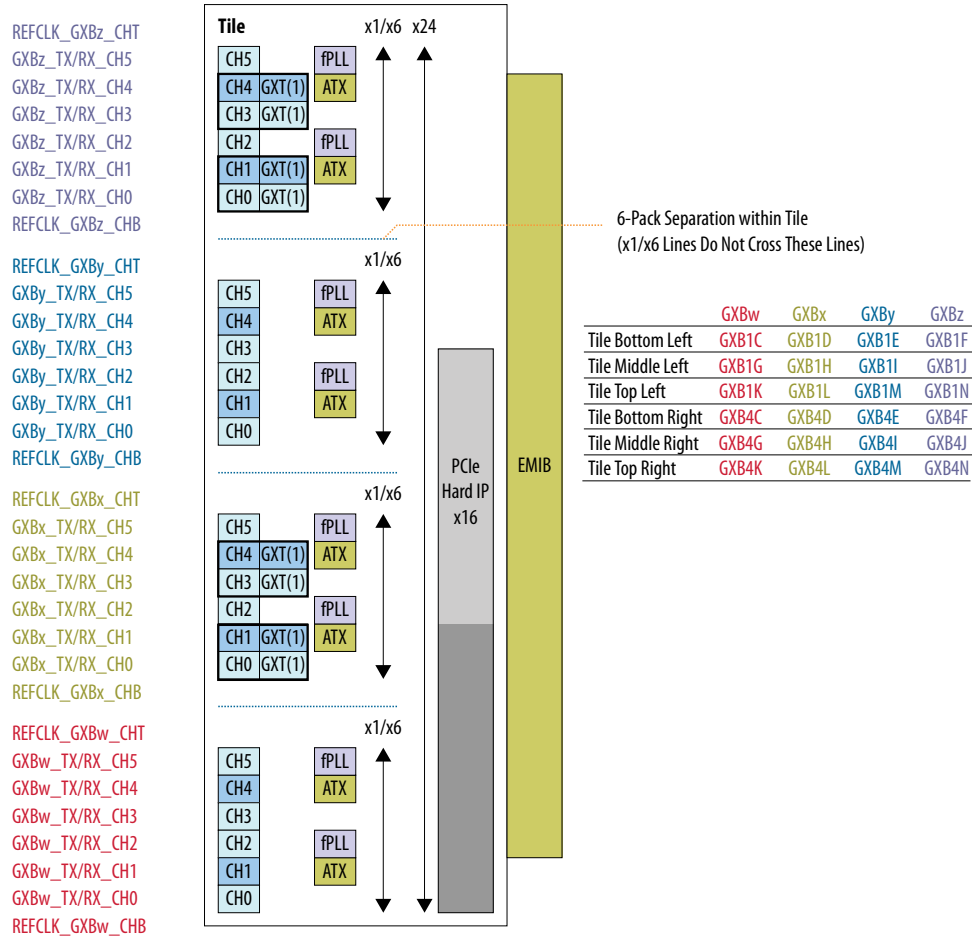 REFCLK_GXBz_CHT
GXBz_TX/RX_CH5
GXBz_TX/RX_CH4
GXBz_TX/RX_CH3
GXBz_TX/RX_CH2
GXBz_TX/RX_CH1
GXBz_TX/RX_CH0
REFCLK_GXBz_CHB
REFCLK_GXBy_CHT
GXBy_TX/RX_CH5
GXBy_TX/RX_CH4
GXBy_TX/RX_CH3
GXBy_TX/RX_CH2
GXBy_TX/RX_CH1
GXBy_TX/RX_CH0
REFCLK_GXBy_CHB
REFCLK_GXBx_CHT
GXBx_TX/RX_CH5
GXBx_TX/RX_CH4
GXBx_TX/RX_CH3
GXBx_TX/RX_CH2
GXBx_TX/RX_CH1
GXBx_TX/RX_CH0
REFCLK_GXBx_CHB
REFCLK_GXBw_CHT
GXBw_TX/RX_CH5
GXBw_TX/RX_CH4
GXBw_TX/RX_CH3
GXBw_TX/RX_CH2
GXBw_TX/RX_CH1
GXBw_TX/RX_CH0
REFCLK_GXBw_CHB
Tile x1/x6 x24
CH5 fPLL
CH4 GXT(1) ATX
CH3 GXT(1)
CH2 fPLL
CH1 GXT(1) ATX
CH0 GXT(1)
x1/x6
CH5 fPLL
CH4 ATX
CH3
CH2 fPLL
CH1 ATX
CH0
x1/x6
CH5 fPLL
CH4 GXT(1) ATX
CH3 GXT(1)
CH2 fPLL
CH1 GXT(1) ATX
CH0 GXT(1)
x1/x6
CH5 fPLL
CH4 ATX
CH3
CH2 fPLL
CH1 ATX
CH0
PCIe
Hard IP
x16
EMIB
6-Pack Separation within Tile
(x1/x6 Lines Do Not Cross These Lines)
GXBw GXBx GXBy GXBz
Tile Bottom Left GXB1C GXB1D GXB1E GXB1F
Tile Middle Left GXB1G GXB1H GXB1I GXB1J
Tile Top Left GXB1K GXB1L GXB1M GXB1N
Tile Bottom Right GXB4C GXB4D GXB4E GXB4F
Tile Middle Right GXB4G GXB4H GXB4I GXB4J
Tile Top Right GXB4K GXB4L GXB4M GXB4N